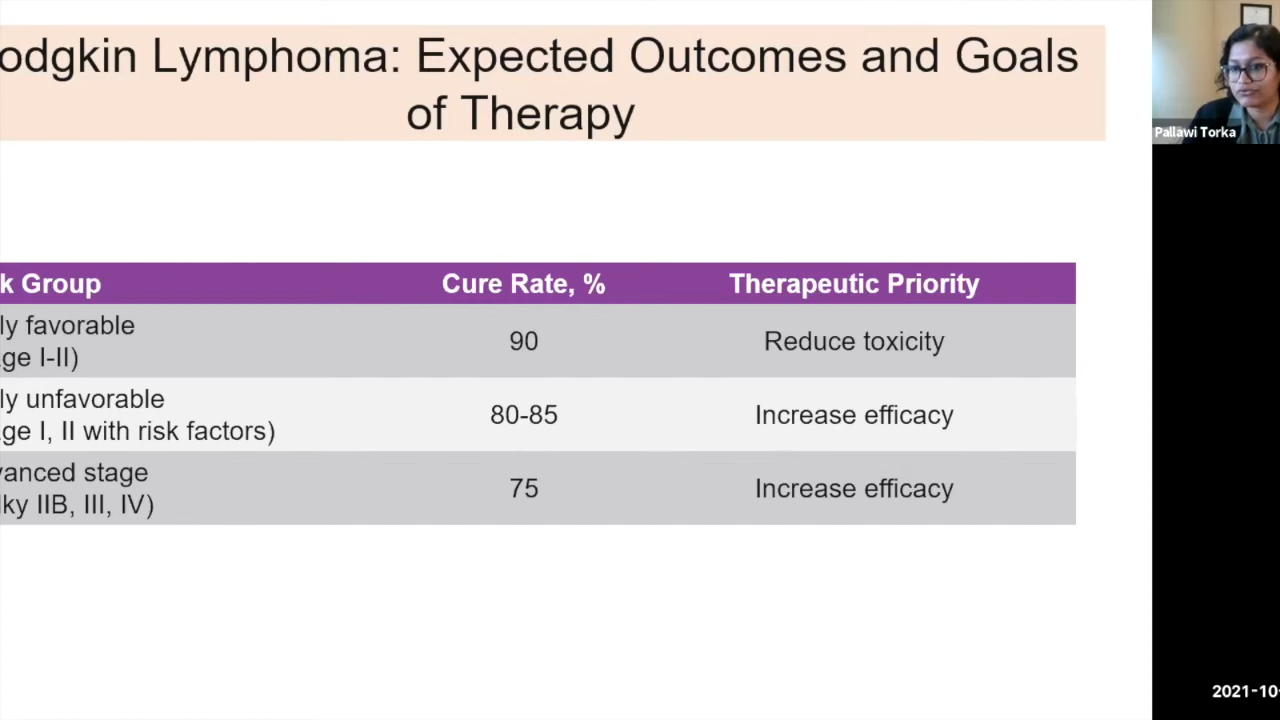 odgkin Lymphoma: Expected Outcomes and Goals
of Therapy
Pallawi Torka
k Group Cure Rate, % Therapeutic Priority
ly favorable
ge I-II)
90 Reduce toxicity
ly unfavorable
ge I, II with risk factors)
80-85 Increase efficacy
vanced stage
lky IIB, III, IV)
75 Increase efficacy
2021-10-